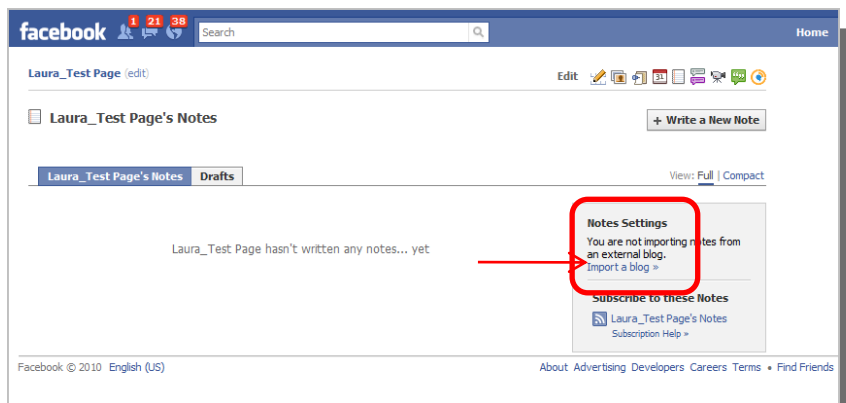 facebook 1 21 38 Search Home
Laura_Test Page (edit) Edit 31
Laura_Test Page's Notes + Write a New Note
Laura_Test Page's Notes Drafts View: Full | Compact
Laura_Test Page hasn't written any notes... yet
Notes Settings
You are not importing notes from
an external blog.
Import a blog »
Subscribe to these Notes
Laura_Test Page's Notes
Subscription Help »
Facebook © 2010 English (US) About Advertising Developers Careers Terms • Find Friends